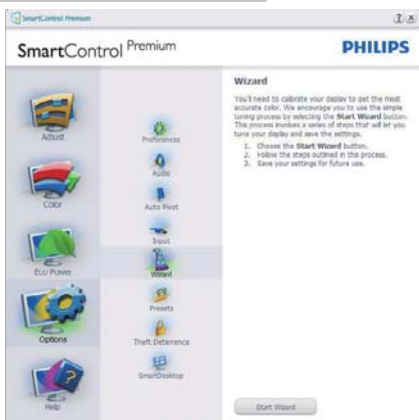 SmartControl Premium
SmartControl Premium
PHILIPS
Adjust
Color
Eco Power
Options
Help
Preferences
Audio
Auto Pivot
Input
Wizard
Presets
Theft Deterrence
SmartDesktop
Wizard
You'll need to calibrate your display to get the most
accurate color. We encourage you to use the simple
tuning process by selecting the Start Wizard button.
This process involves a series of steps that will let you
tune your display and save the settings.
1. Choose the Start Wizard button.
2. Follow the steps outlined in the process.
3. Save your settings for future use.
Start Wizard